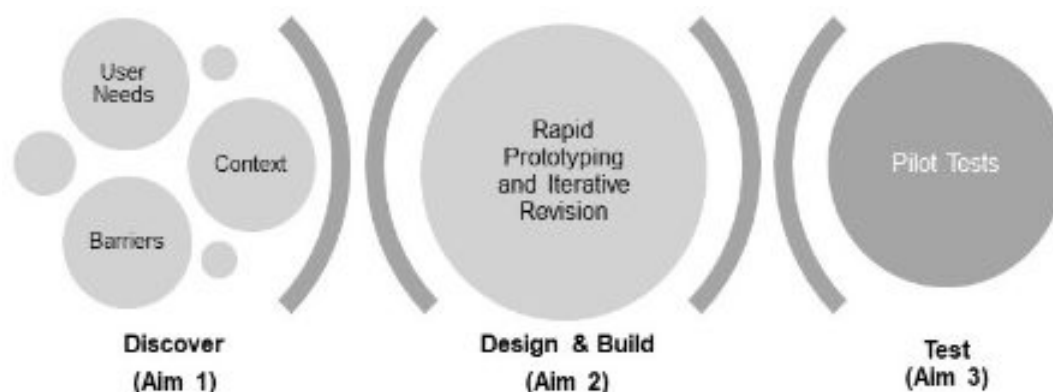 User
Needs
Context
Barriers
Discover
(Aim 1)
Rapid
Prototyping
and Iterative
Revision
Design & Build
(Aim 2)
Pilot Tests
Test
(Aim 3)